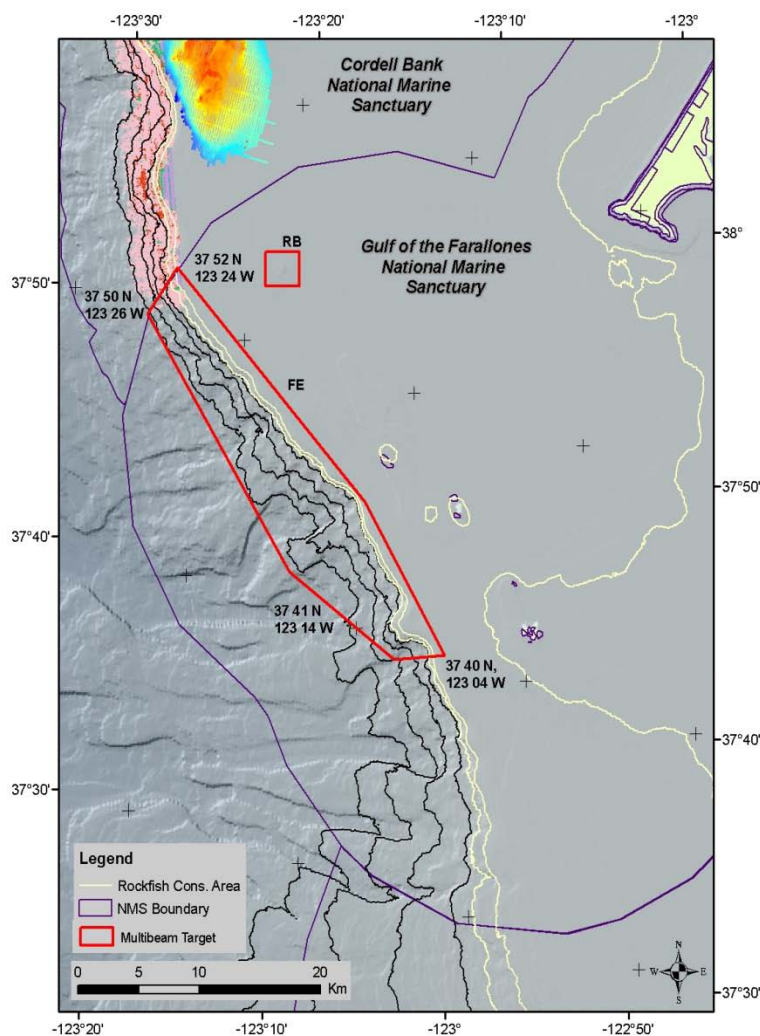 -123°30'
-123°20'
-123°10'
-123°
Cordell Bank
National Marine
Sanctuary
38°
RB
Gulf of the Farallones
National Marine
Sanctuary
37 52 N
123 24 W
37°50'
37 50 N
123 26 W
FE
37°50'
37°40'
37 41 N
123 14 W
37 40 N,
123 04 W
37°40'
37°30'
Legend
Rockfish Cons. Area
NMS Boundary
Multibeam Target
0 5 10 20
Km
N
W E
S
37°30'
-123°20'
-123°10'
-123°
-122°50'